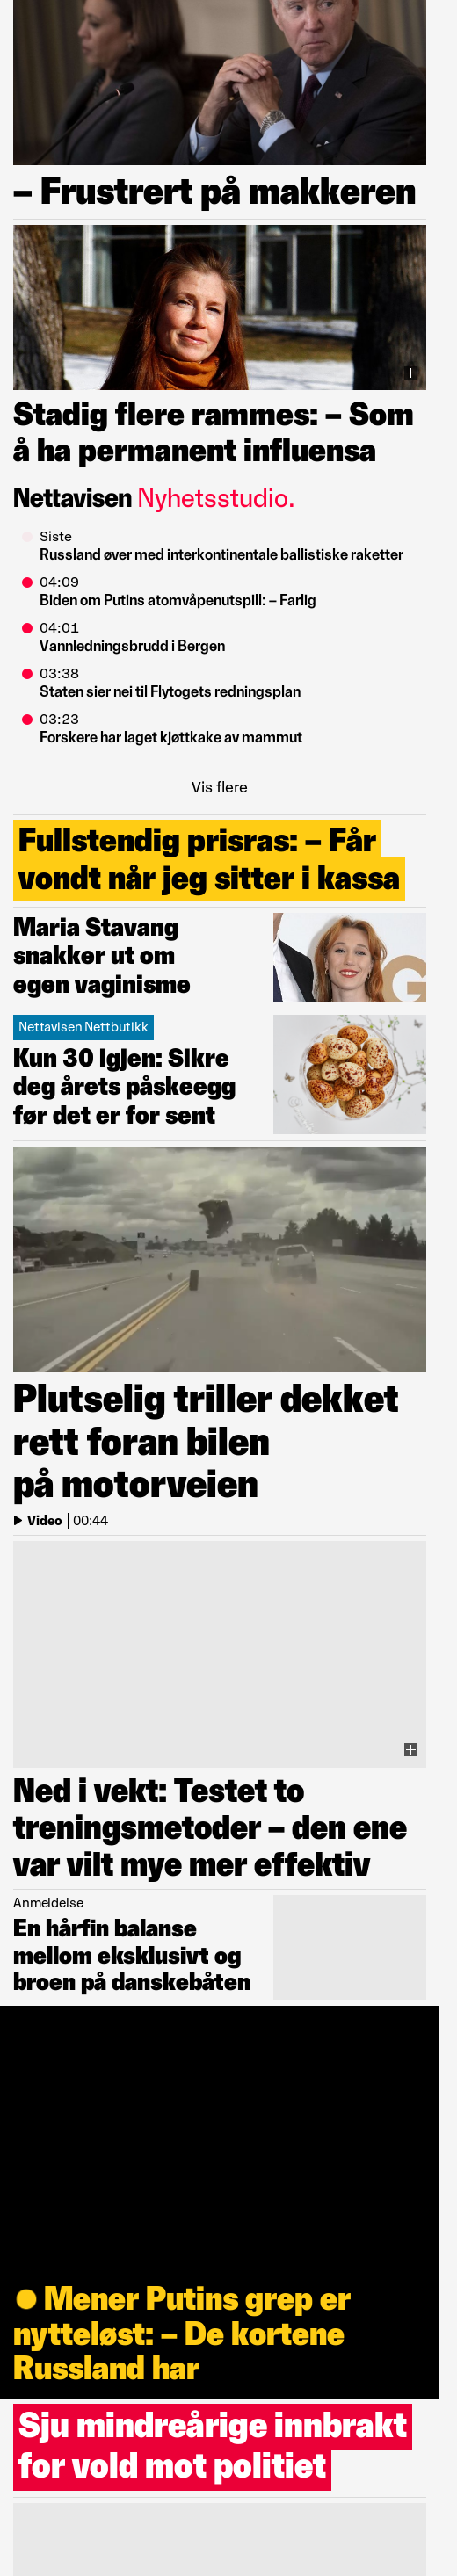 – Frustrert på makkeren
Stadig flere rammes: – Som
å ha permanent influensa
Nettavisen Nyhetsstudio.
Siste
Russland øver med interkontinentale ballistiske raketter
04:09
Biden om Putins atomvåpenutspill: – Farlig
04:01
Vannledningsbrudd i Bergen
03:38
Staten sier nei til Flytogets redningsplan
03:23
Forskere har laget kjøttkake av mammut
Vis flere
Fullstendig prisras: – Får
vondt når jeg sitter i kassa
Maria Stavang
snakker ut om
egen vaginisme
G
Nettavisen Nettbutikk
Kun 30 igjen: Sikre
deg årets påskeegg
før det er for sent
Plutselig triller dekket
rett foran bilen
på motorveien
Video | 00:44
Ned i vekt: Testet to
treningsmetoder – den ene
var vilt mye mer effektiv
Anmeldelse
En hårfin balanse
mellom eksklusivt og
broen på danskebåten
Mener Putins grep er
nytteløst: – De kortene
Russland har
Sju mindreårige innbrakt
for vold mot politiet